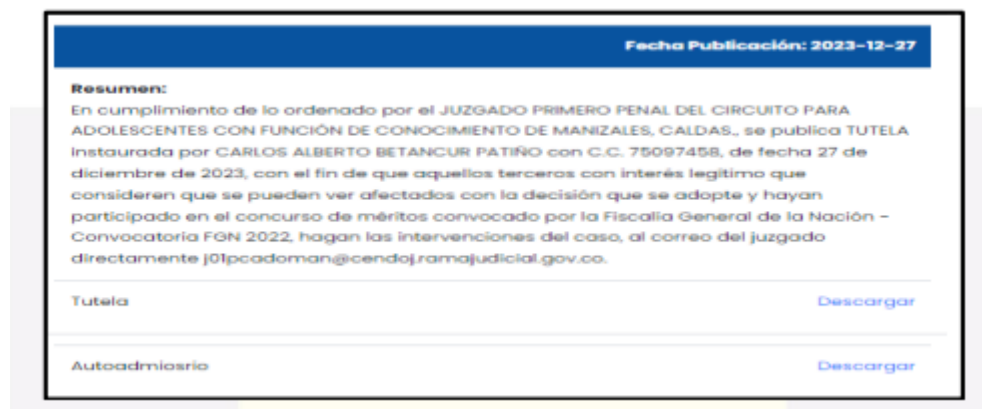 Fecha Publicación: 2023-12-27
Resumen:
En cumplimiento de lo ordenado por el JUZGADO PRIMERO PENAL DEL CIRCUITO PARA
ADOLESCENTES CON FUNCIÓN DE CONOCIMIENTO DE MANIZALES, CALDAS., se publica TUTELA
instaurada por CARLOS ALBERTO BETANCUR PATIÑO con C.C. 75097458, de fecha 27 de
diciembre de 2023, con el fin de que aquellos terceros con interés legítimo que
consideren que se pueden ver afectados con la decisión que se adopte y hayan
participado en el concurso de méritos convocado por la Fiscalía General de la Nación -
Convocatoria FGN 2022, hagan las intervenciones del caso, al correo del juzgado
directamente j01pcadoman@cendoj.ramajudicial.gov.co.
Tutela Descargar
Autoadmiosrio Descargar